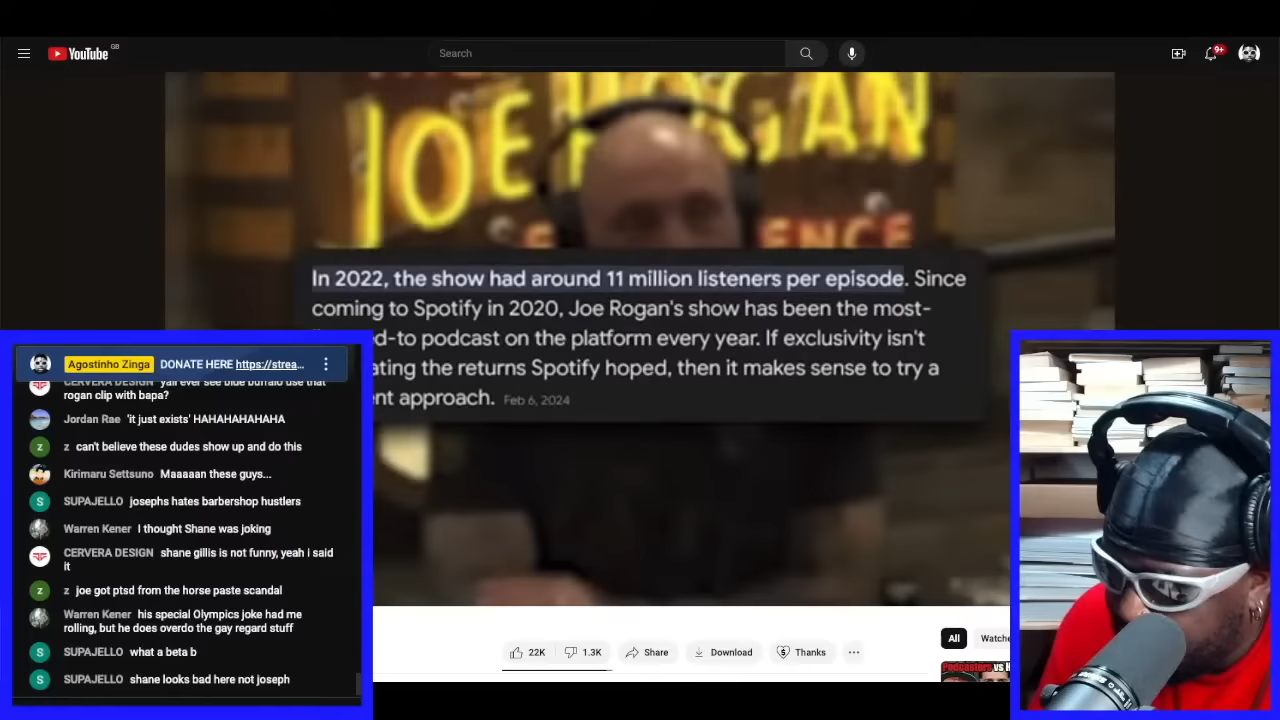 YouTube GB
Search
9+
JOE ROGAN
In 2022, the show had around 11 million listeners per episode. Since
coming to Spotify in 2020, Joe Rogan's show has been the most-
d-to podcast on the platform every year. If exclusivity isn't
ating the returns Spotify hoped, then it makes sense to try a
nt approach. Feb 6, 2024
Agostinho Zinga DONATE HERE https://strea...
CERVERA DESIGN yall ever see blue buffalo use that
rogan clip with bapa?
Jordan Rae 'it just exists' HAHAHAHAHAHA
z can't believe these dudes show up and do this
Kirimaru Settsuno Maaaaan these guys...
SUPAJELLO josephs hates barbershop hustlers
Warren Kener I thought Shane was joking
CERVERA DESIGN shane gillis is not funny, yeah i said
it
z joe got ptsd from the horse paste scandal
Warren Kener his special Olympics joke had me
rolling, but he does overdo the gay regard stuff
SUPAJELLO what a beta b
SUPAJELLO shane looks bad here not joseph
22K 1.3K Share Download Thanks
All Watche
Podcasters vs H